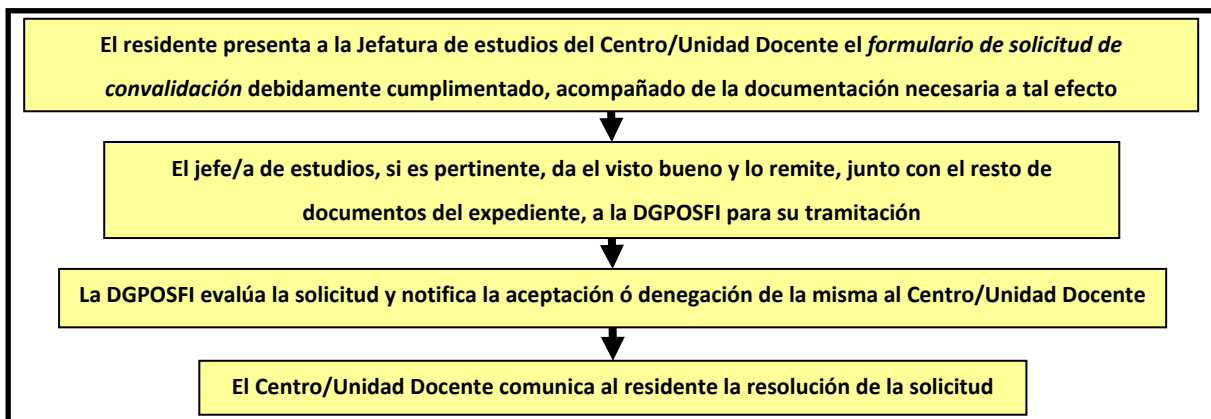 El residente presenta a la Jefatura de estudios del Centro/Unidad Docente el formulario de solicitud de
convalidación debidamente cumplimentado, acompañado de la documentación necesaria a tal efecto
El jefe/a de estudios, si es pertinente, da el visto bueno y lo remite, junto con el resto de
documentos del expediente, a la DGPOSFI para su tramitación
La DGPOSFI evalúa la solicitud y notifica la aceptación ó denegación de la misma al Centro/Unidad Docente
El Centro/Unidad Docente comunica al residente la resolución de la solicitud